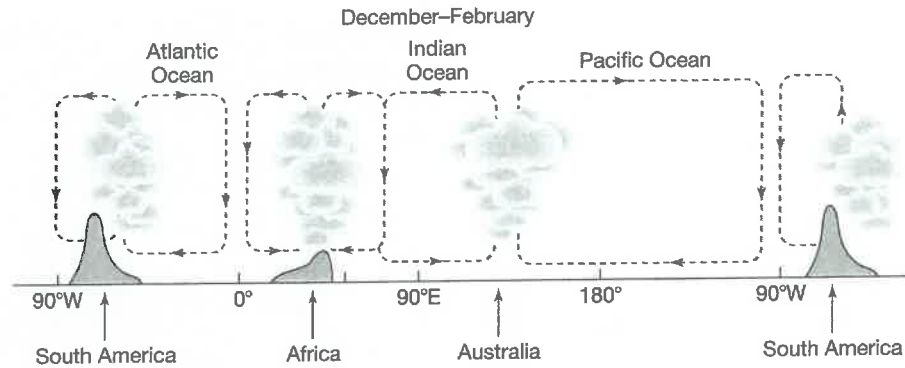 December–February
Atlantic
Ocean
Indian
Ocean
Pacific Ocean
90°W
0°
90°E
180°
90°W
South America
Africa
Australia
South America